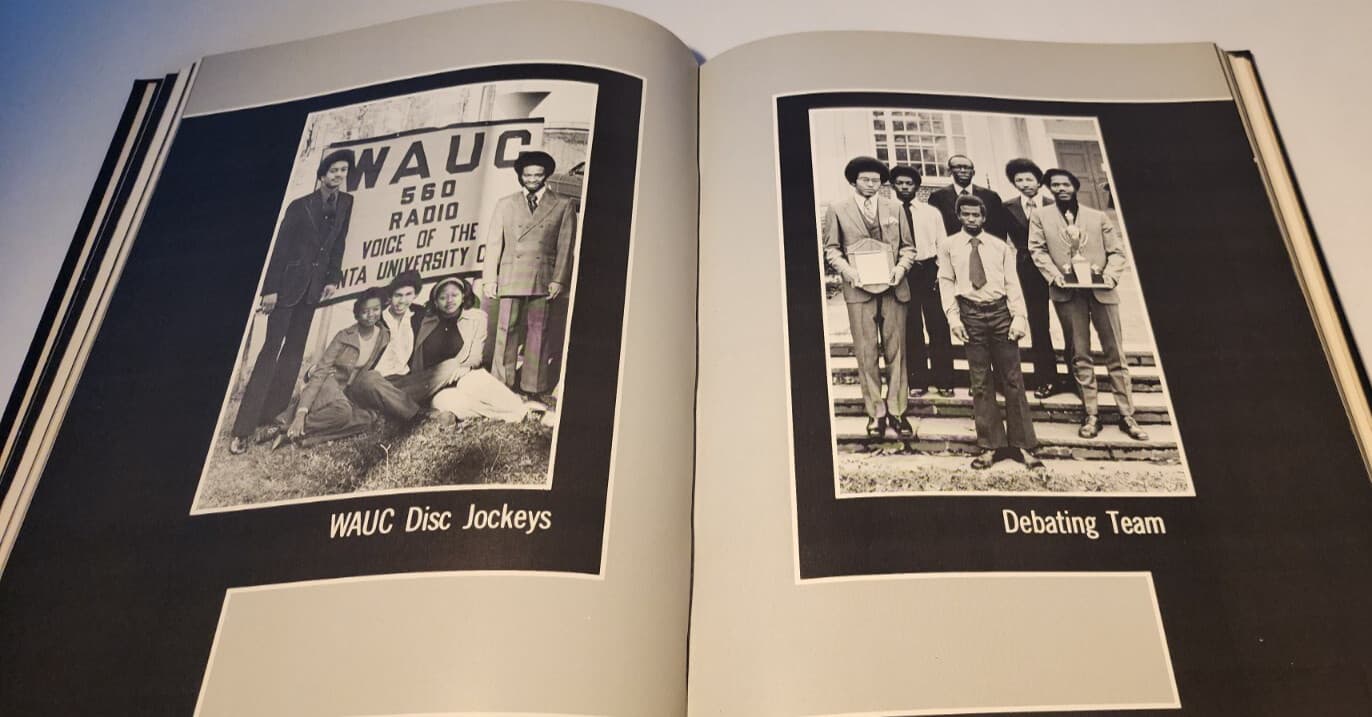 WAUC
560
RADIO
VOICE OF THE
NTA UNIVERSITY C
WAUC Disc Jockeys
Debating Team